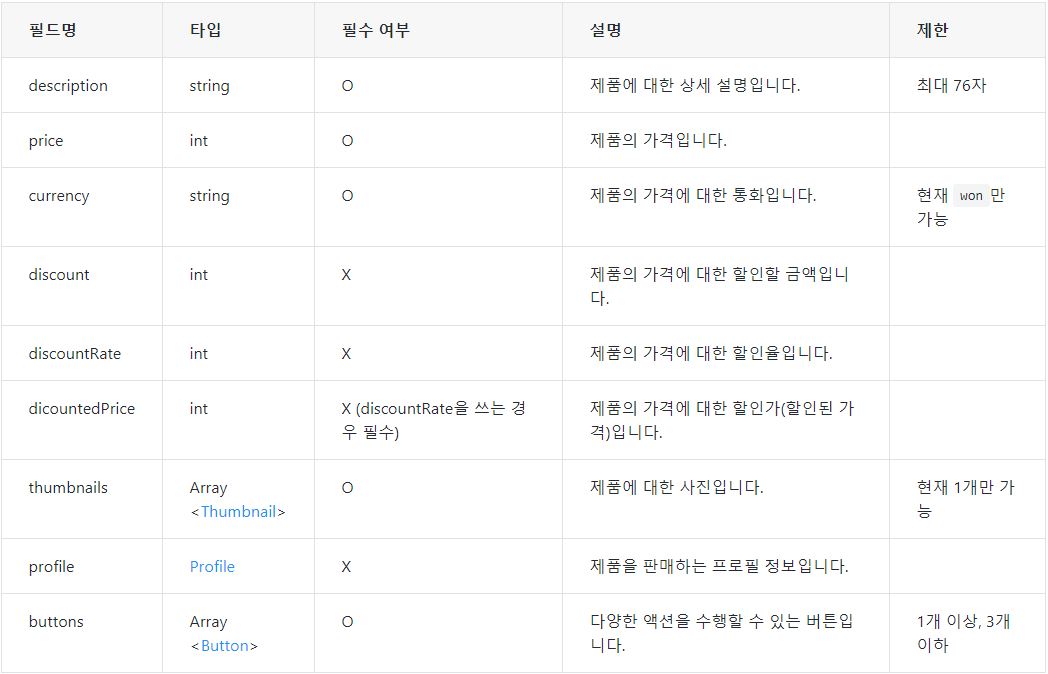 필드명 타입 필수 여부 설명 제한
description string O 제품에 대한 상세 설명입니다. 최대 76자
price int O 제품의 가격입니다.
currency string O 제품의 가격에 대한 통화입니다. 현재 won 만
가능
discount int X 제품의 가격에 대한 할인할 금액입니
다.
discountRate int X 제품의 가격에 대한 할인율입니다.
dicountedPrice int X (discountRate을 쓰는 경 제품의 가격에 대한 할인가(할인된 가
우 필수) 격)입니다.
thumbnails Array O 제품에 대한 사진입니다. 현재 1개만 가
<Thumbnail> 능
profile Profile X 제품을 판매하는 프로필 정보입니다.
buttons Array O 다양한 액션을 수행할 수 있는 버튼입 1개 이상, 3개
<Button> 니다. 이하